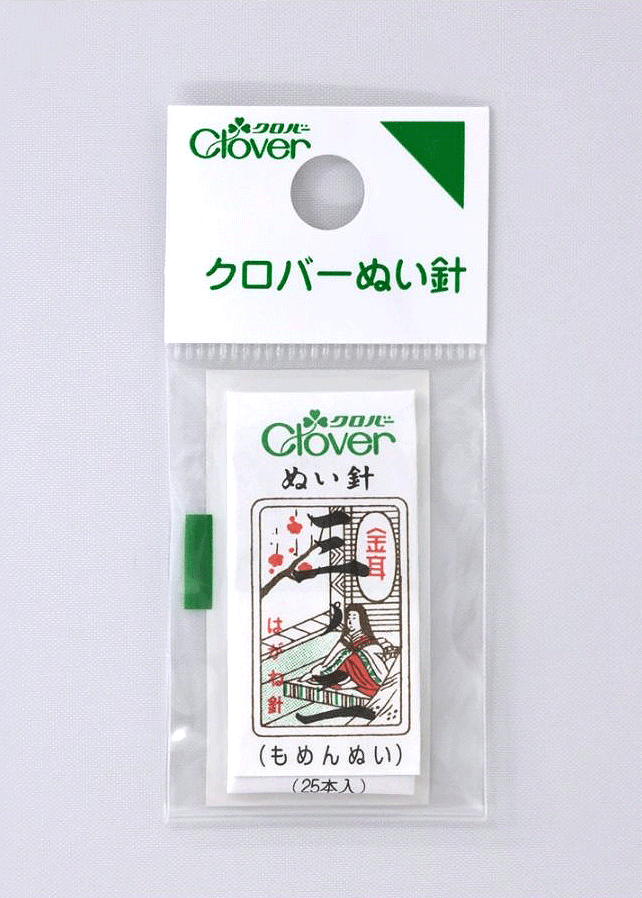 クロバー
Clover
クロバーぬい針
クロバー
Clover
ぬい針
金耳
三ノ二
はがね針
(もめんぬい)
(25本入)